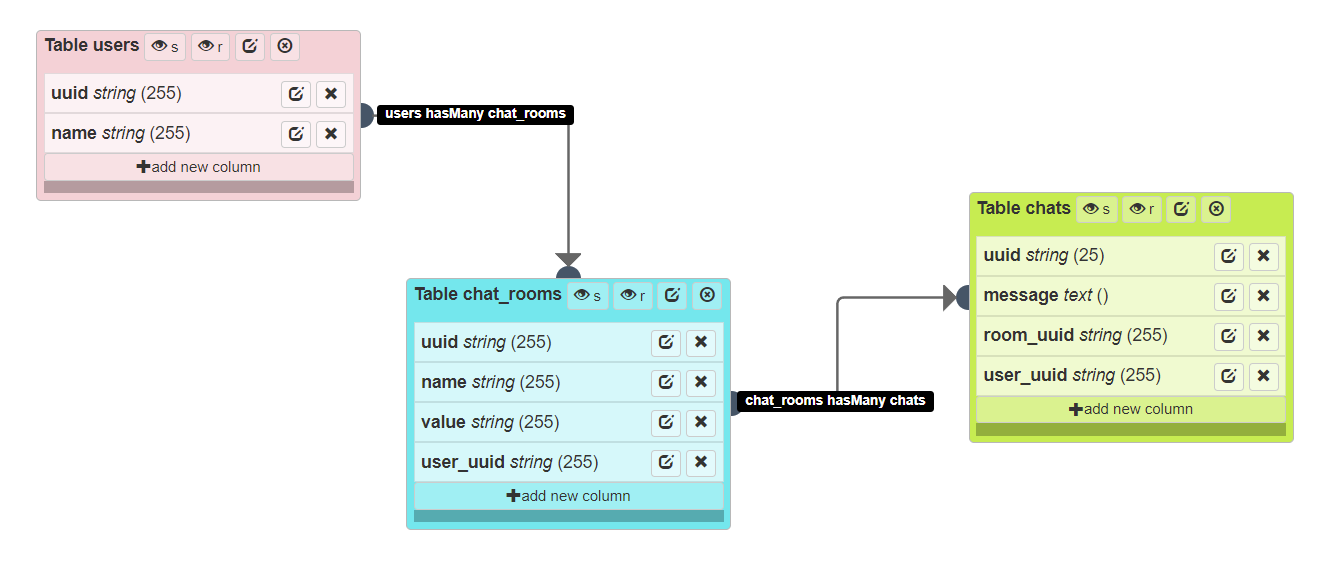 Table users s r
uuid string (255)
name string (255)
add new column
users hasMany chat_rooms
Table chat_rooms s r
uuid string (255)
name string (255)
value string (255)
user_uuid string (255)
add new column
chat_rooms hasMany chats
Table chats s r
uuid string (25)
message text ()
room_uuid string (255)
user_uuid string (255)
add new column